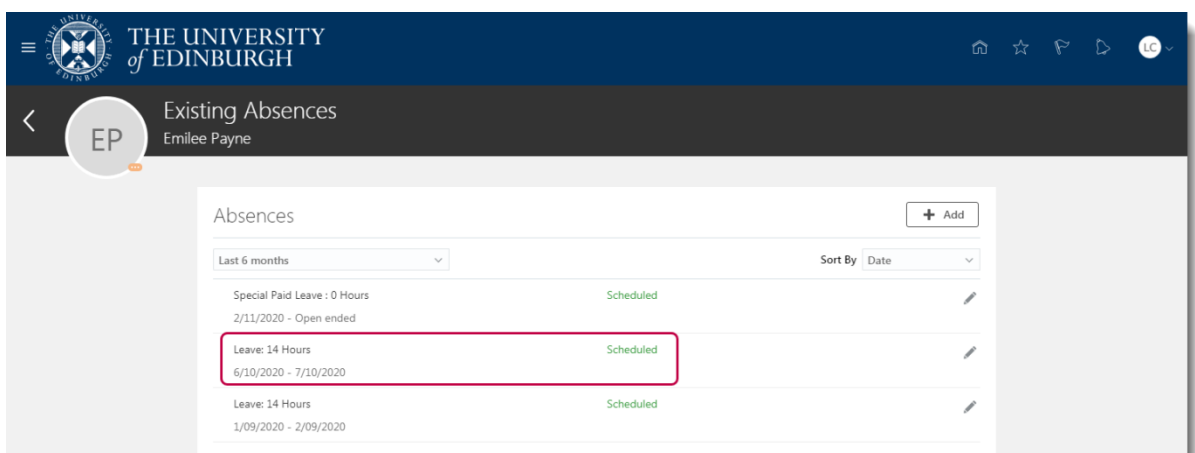 THE UNIVERSITY
of EDINBURGH
LC
EP
Existing Absences
Emilee Payne
Absences
+ Add
Last 6 months
Sort By Date
Special Paid Leave : 0 Hours Scheduled
2/11/2020 - Open ended
Leave: 14 Hours Scheduled
6/10/2020 - 7/10/2020
Leave: 14 Hours Scheduled
1/09/2020 - 2/09/2020